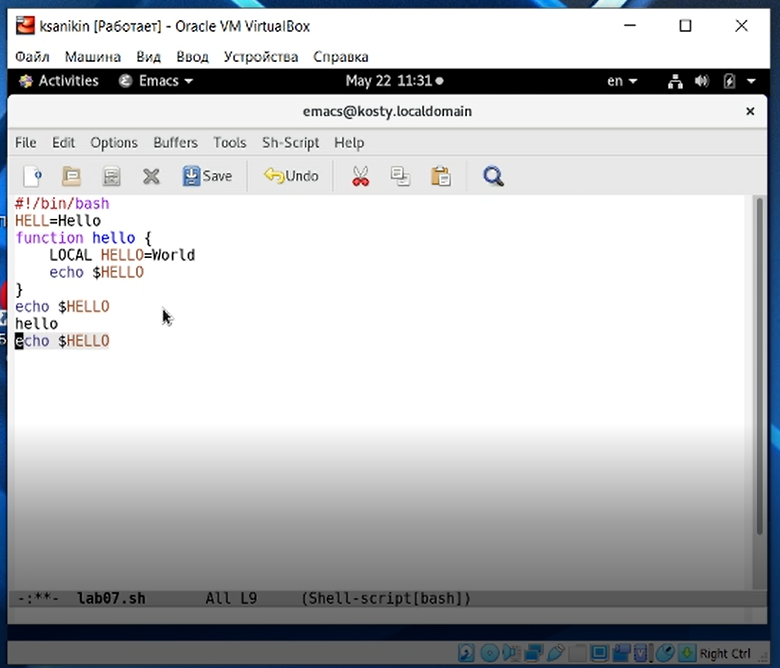 ksanikin [Работает] - Oracle VM VirtualBox
Файл Машина Вид Ввод Устройства Справка
Activities Emacs May 22 11:31 en
emacs@kosty.localdomain
File Edit Options Buffers Tools Sh-Script Help
Save Undo
#!/bin/bash
HELL=Hello
function hello {
    LOCAL HELLO=World
    echo $HELLO
}
echo $HELLO
hello
echo $HELLO
-:**-  lab07.sh       All L9     (Shell-script[bash])
Right Ctrl